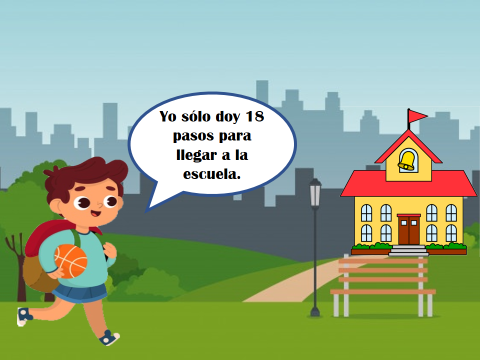 Yo sólo doy 18
pasos para
llegar a la
escuela.